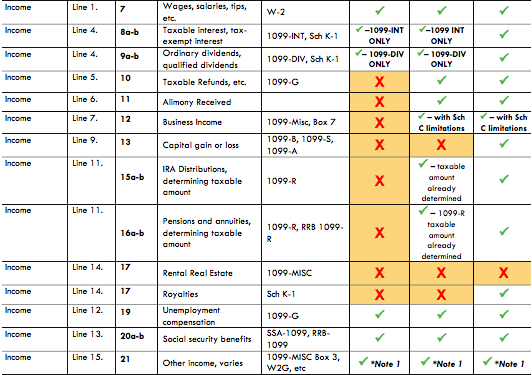 Income Line 1. 7 Wages, salaries, tips, etc. W-2 ✓ ✓ ✓
Income Line 4. 8a-b Taxable interest, tax-exempt interest 1099-INT, Sch K-1 ✓–1099-INT ONLY ✓–1099 INT ONLY ✓
Income Line 4. 9a-b Ordinary dividends, qualified dividends 1099-DIV, Sch K-1 ✓–1099-DIV ONLY ✓–1099-DIV ONLY ✓
Income Line 5. 10 Taxable Refunds, etc. 1099-G X ✓ ✓
Income Line 6. 11 Alimony Received X ✓ ✓
Income Line 7. 12 Business Income 1099-Misc, Box 7 X ✓– with Sch C limitations ✓– with Sch C limitations
Income Line 9. 13 Capital gain or loss 1099-B, 1099-S, 1099-A X X ✓
Income Line 11. 15a-b IRA Distributions, determining taxable amount 1099-R X ✓– taxable amount already determined ✓
Income Line 11. 16a-b Pensions and annuities, determining taxable amount 1099-R, RRB 1099-R X ✓– 1099-R taxable amount already determined ✓
Income Line 14. 17 Rental Real Estate 1099-MISC X X X
Income Line 14. 17 Royalties Sch K-1 X X ✓
Income Line 12. 19 Unemployment compensation 1099-G ✓ ✓ ✓
Income Line 13. 20a-b Social security benefits SSA-1099, RRB-1099 ✓ ✓ ✓
Income Line 15. 21 Other income, varies 1099-MISC Box 3, W2G, etc ✓*Note 1 ✓*Note 1 ✓*Note 1